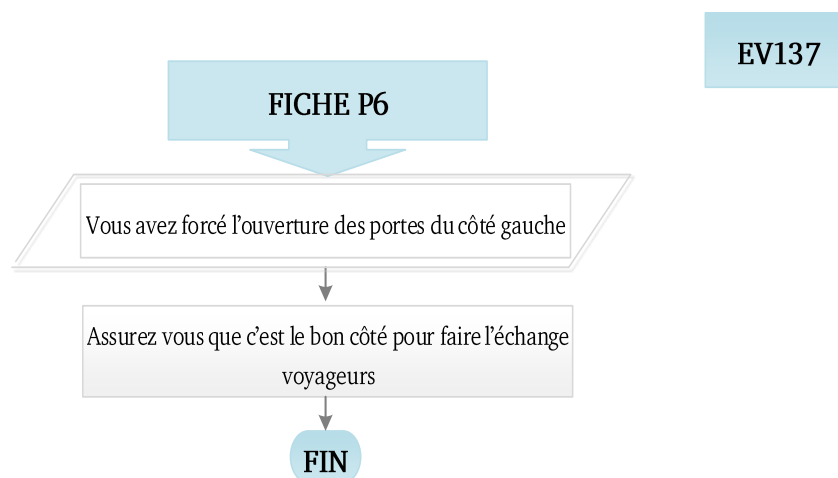 EV137
FICHE P6
Vous avez forcé l'ouverture des portes du côté gauche
Assurez vous que c'est le bon côté pour faire l'échange
voyageurs
FIN